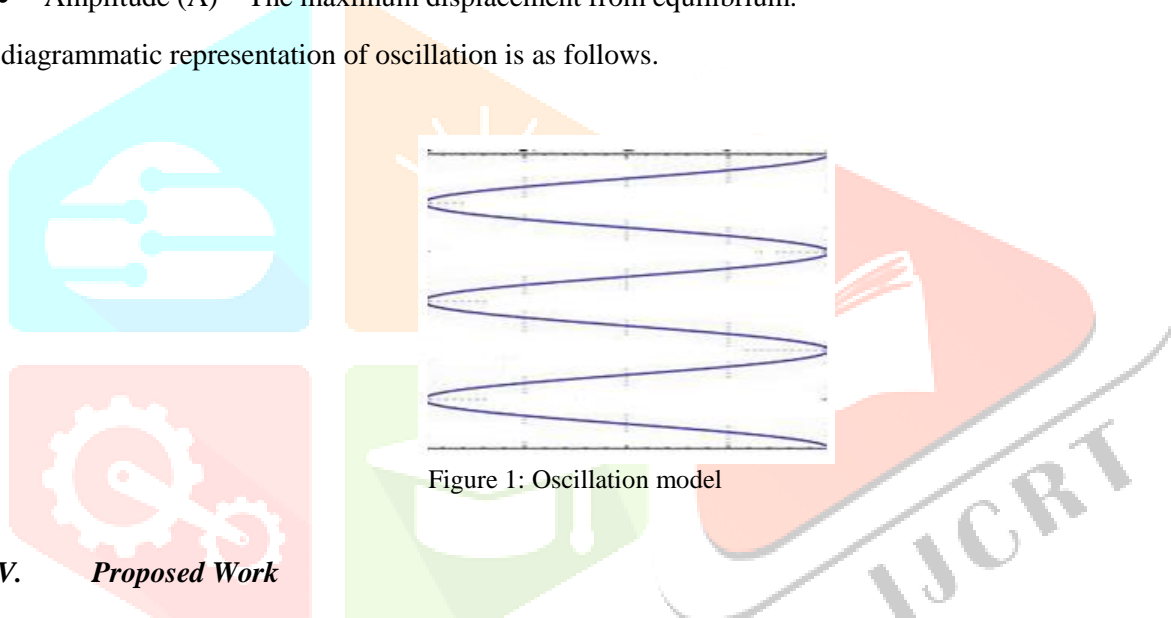 Amplitude (A) – The maximum displacement from equilibrium.
diagrammatic representation of oscillation is as follows.
Figure 1: Oscillation model
V. Proposed Work
IJCRT